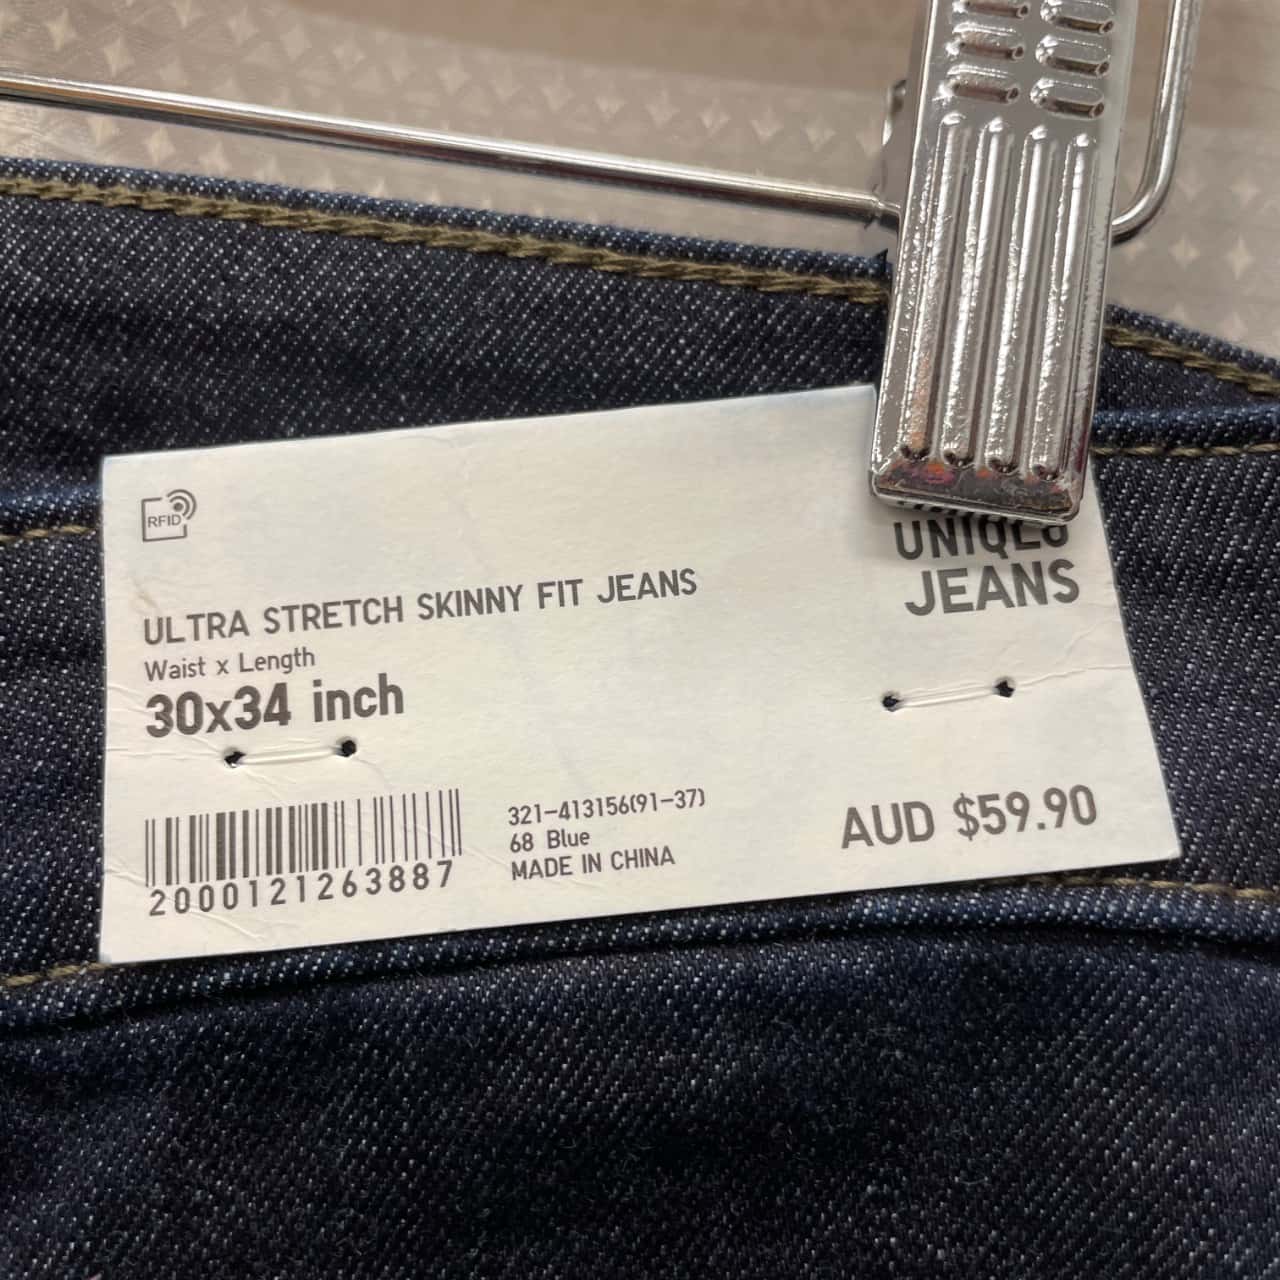 RFID
ULTRA STRETCH SKINNY FIT JEANS
Waist x Length
30x34 inch
2000121263887
321-413156(91-37)
68 Blue
MADE IN CHINA
UNIQLO
JEANS
AUD $59.90